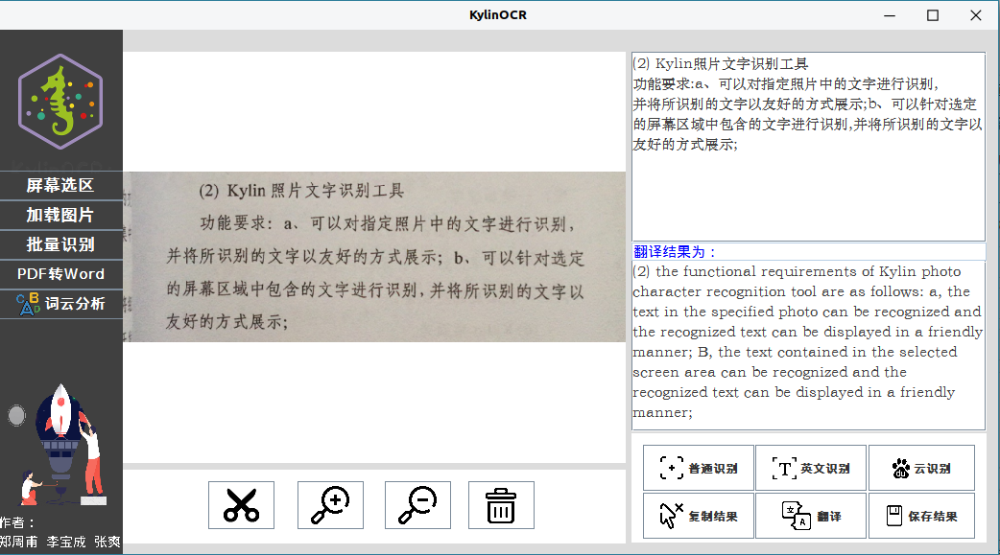 KylinOCR
屏幕选区
加载图片
批量识别
PDF转Word
词云分析
作者：
郑周甫 李宝成 张爽
(2) Kylin 照片文字识别工具
功能要求：a、可以对指定照片中的文字进行识别，
并将所识别的文字以友好的方式展示；b、可以针对选定
的屏幕区域中包含的文字进行识别，并将所识别的文字以
友好的方式展示；
(2) Kylin照片文字识别工具
功能要求:a、可以对指定照片中的文字进行识别,
并将所识别的文字以友好的方式展示;b、可以针对选定
的屏幕区域中包含的文字进行识别,并将所识别的文字以
友好的方式展示;
翻译结果为：
(2) the functional requirements of Kylin photo
character recognition tool are as follows: a, the
text in the specified photo can be recognized and
the recognized text can be displayed in a friendly
manner; B, the text contained in the selected
screen area can be recognized and the
recognized text can be displayed in a friendly
manner;
普通识别
英文识别
云识别
复制结果
翻译
保存结果